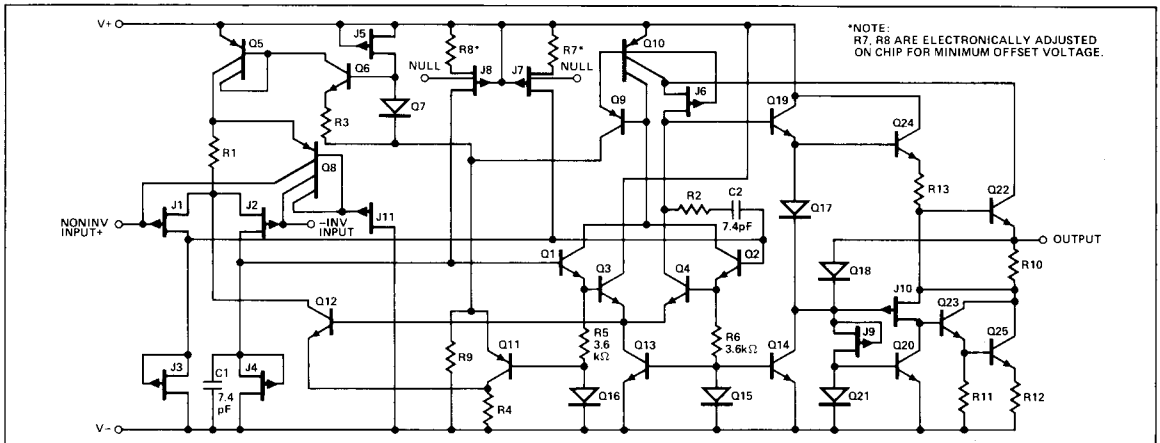 V+
*NOTE:
R7, R8 ARE ELECTRONICALLY ADJUSTED
ON CHIP FOR MINIMUM OFFSET VOLTAGE.
Q5
J5
R8*
R7*
Q10
Q6
NULL
J8
J7
NULL
J6
Q7
Q9
Q19
Q24
R3
R1
Q8
R13
Q22
R2
C2
7.4pF
J1
J2
J11
Q17
NONINV
INPUT+
-INV
INPUT
OUTPUT
Q1
Q2
Q18
R10
Q3
Q4
J10
Q12
Q23
R5
3.6
kΩ
R6
3.6kΩ
J9
Q25
R9
Q11
Q13
Q14
Q20
J3
C1
7.4
pF
J4
Q16
Q15
Q21
R11
R12
R4
V-